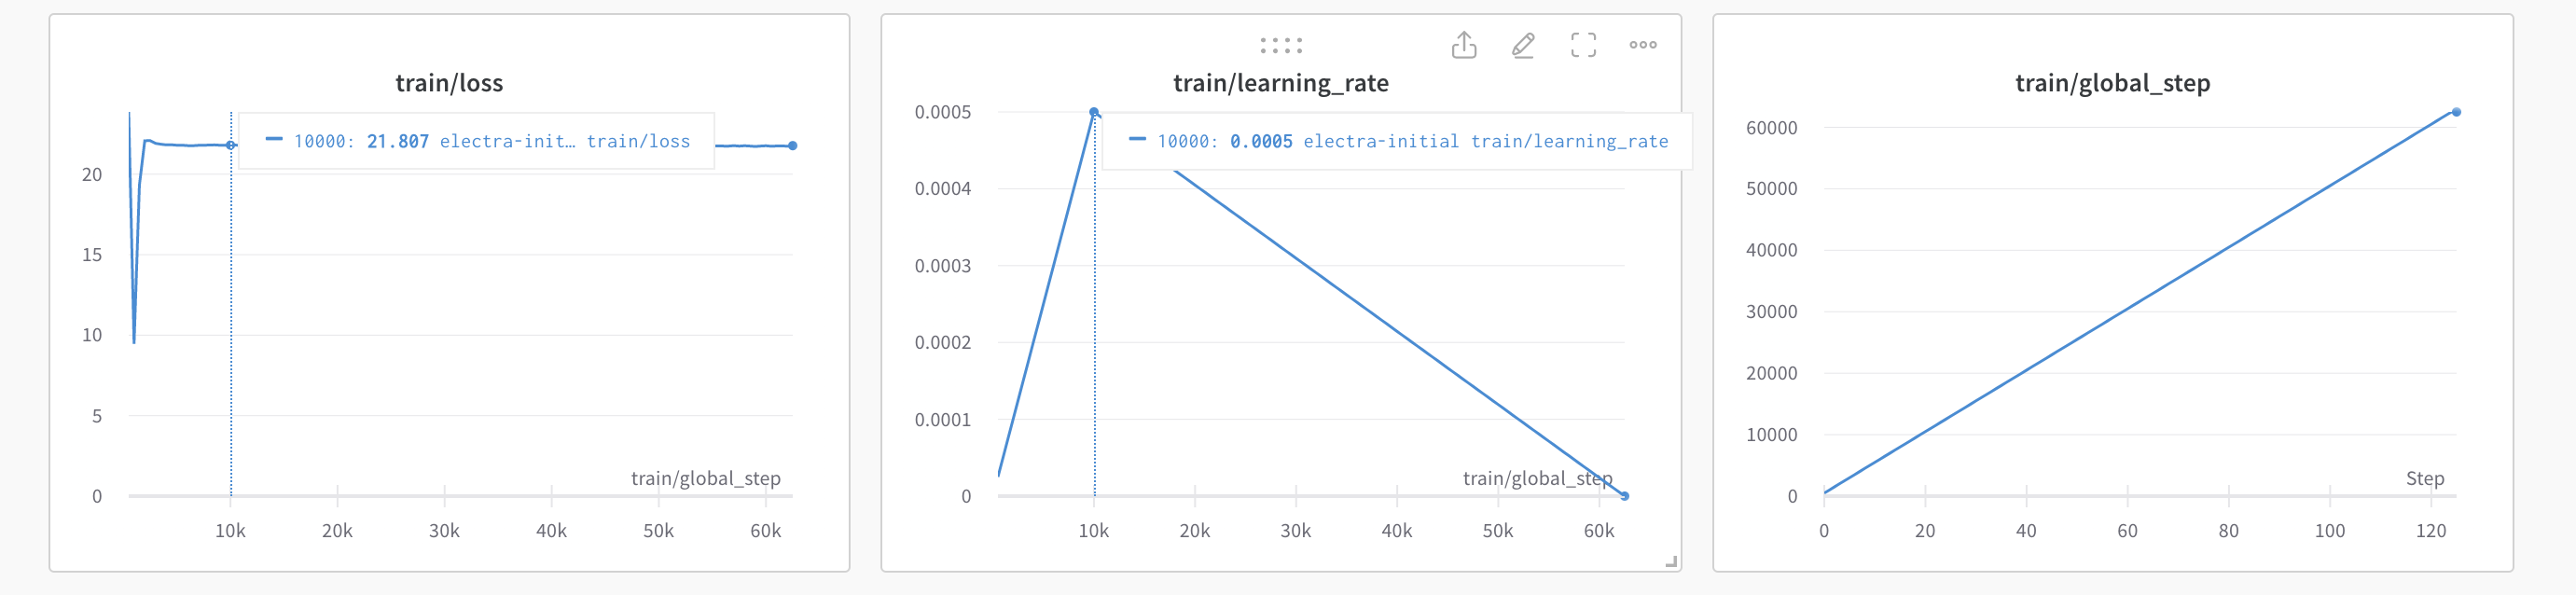 train/loss
10000: 21.807 electra-init… train/loss
20
15
10
5
0
train/global_step
10k 20k 30k 40k 50k 60k
train/learning_rate
0.0005
10000: 0.0005 electra-initial train/learning_rate
0.0004
0.0003
0.0002
0.0001
0
train/global_step
10k 20k 30k 40k 50k 60k
train/global_step
60000
50000
40000
30000
20000
10000
0
Step
0 20 40 60 80 100 120